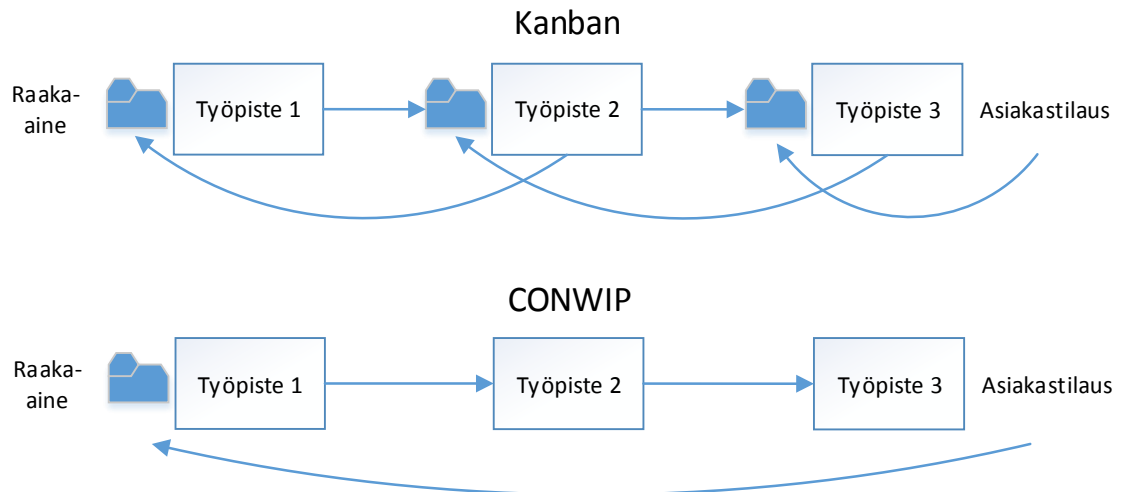 Kanban
Raaka-
aine
Työpiste 1
Työpiste 2
Työpiste 3
Asiakastilaus
CONWIP
Raaka-
aine
Työpiste 1
Työpiste 2
Työpiste 3
Asiakastilaus